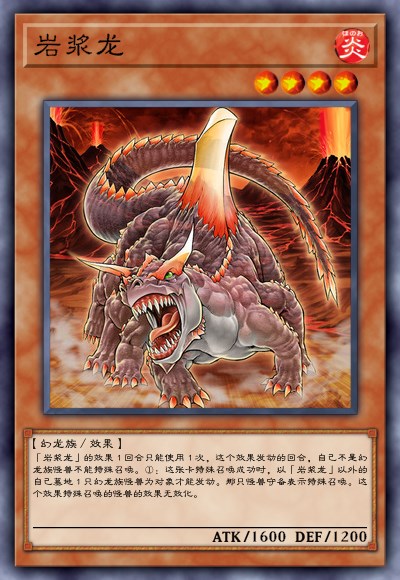 岩浆龙
ほのお
炎
【幻龙族/效果】
「岩浆龙」的效果1回合只能使用1次,这个效果发动的回合,自己不是幻
龙族怪兽不能特殊召唤。①:这张卡特殊召唤成功时,以「岩浆龙」以外的
自己墓地1只幻龙族怪兽为对象才能发动。那只怪兽守备表示特殊召唤。这
个效果特殊召唤的怪兽的效果无效化。
ATK/1600 DEF/1200